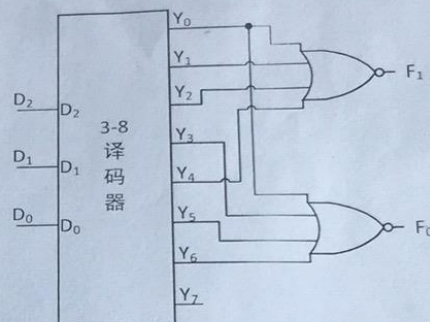 Y₀
Y₁
Y₂
Y₃
Y₄
Y₅
Y₆
Y₇
D₂
D₂
D₁
D₁
D₀
D₀
3-8
译
码
器
F₁
F₀